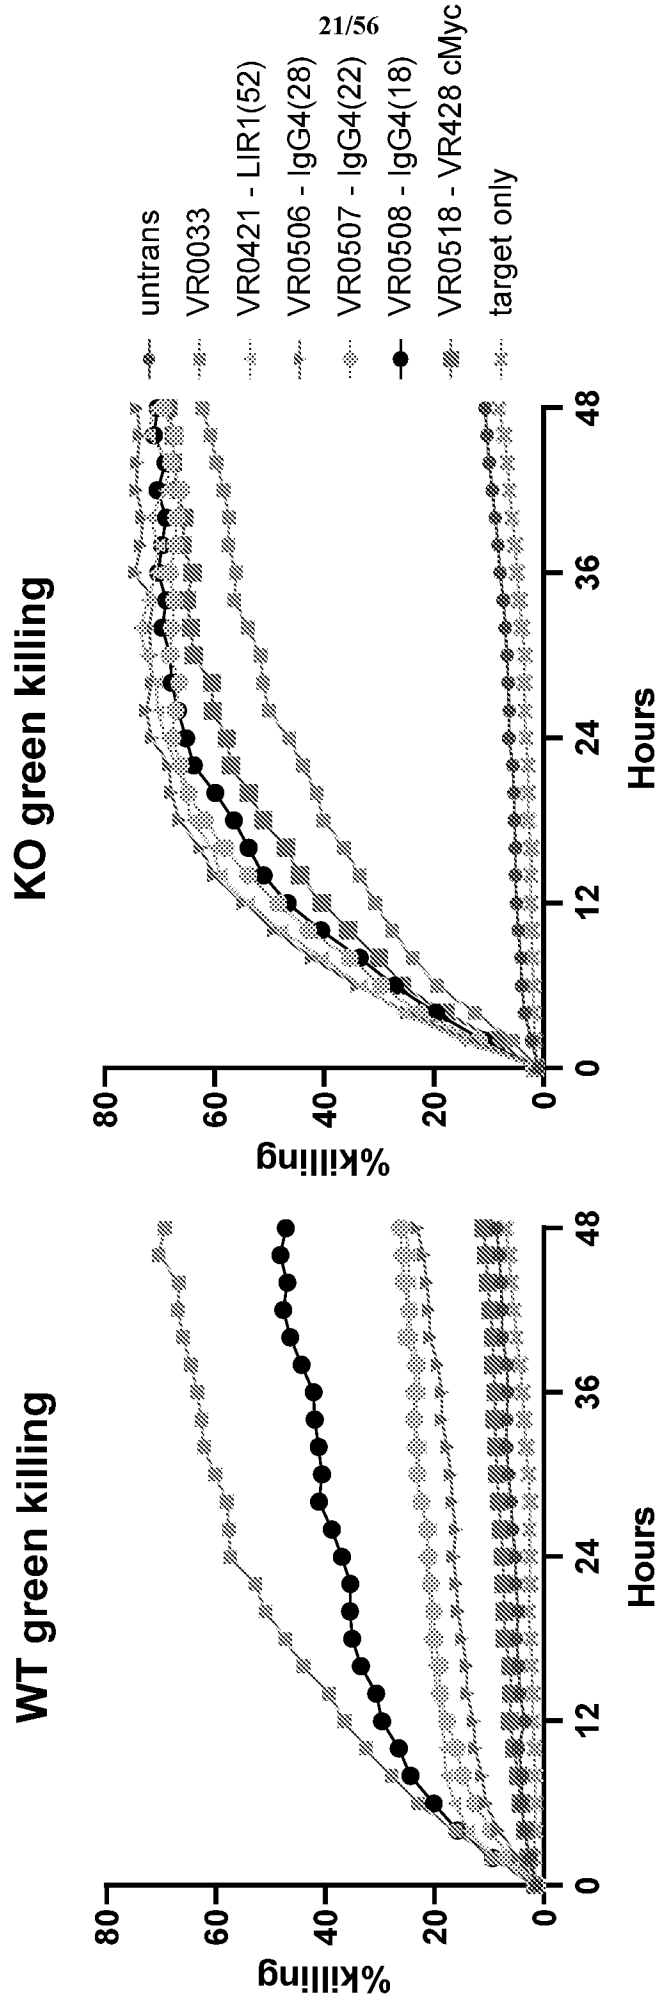 21/56
WT green killing
%killing
80
60
40
20
0
0
12
24
36
48
Hours
KO green killing
%killing
80
60
40
20
0
0
12
24
36
48
Hours
untrans
VR0033
VR0421 - LIR1(52)
VR0506 - IgG4(28)
VR0507 - IgG4(22)
VR0508 - IgG4(18)
VR0518 - VR428 cMyc
target only